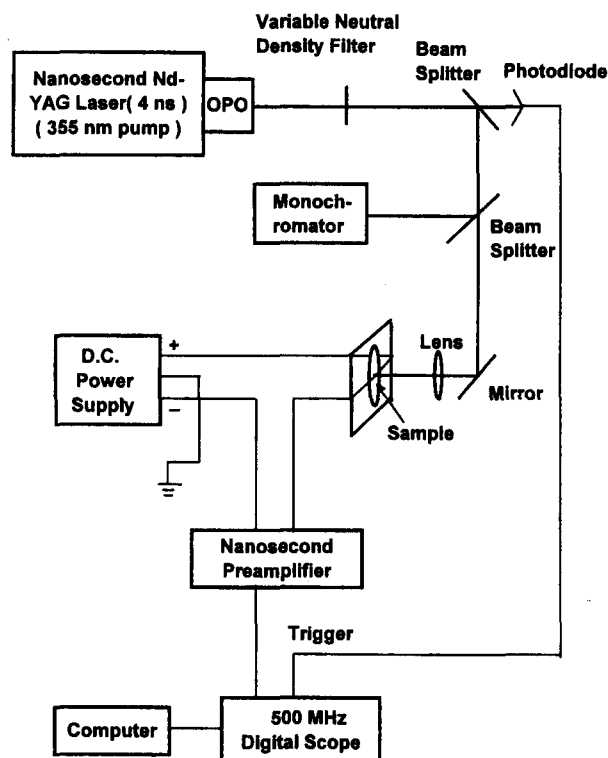 Variable Neutral
Density Filter
Beam
Splitter
Photodiode
Nanosecond Nd-
YAG Laser( 4 ns )
( 355 nm pump )
OPO
Monoch-
romator
Beam
Splitter
D.C.
Power
Supply
+
−
Lens
Mirror
Sample
Nanosecond
Preamplifier
Trigger
Computer
500 MHz
Digital Scope